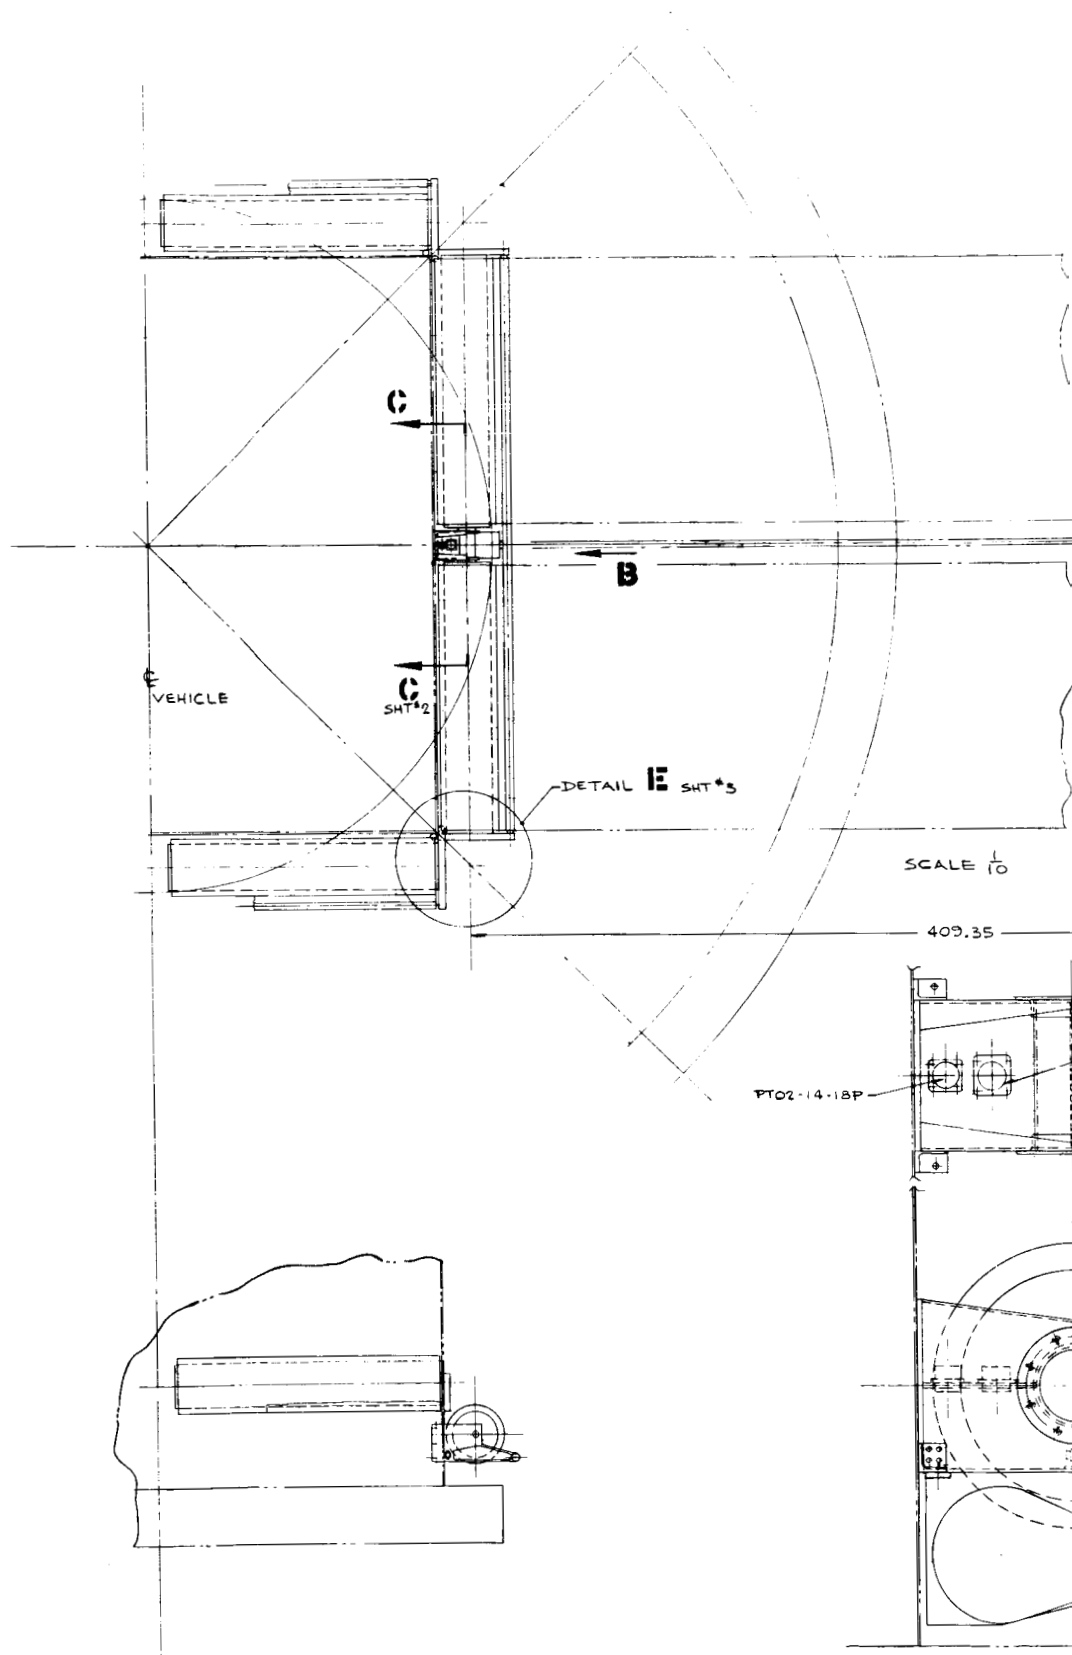 C
B
℄
VEHICLE
C
SHT#2
DETAIL E SHT#3
SCALE 1/10
409.35
PT02-14-18P